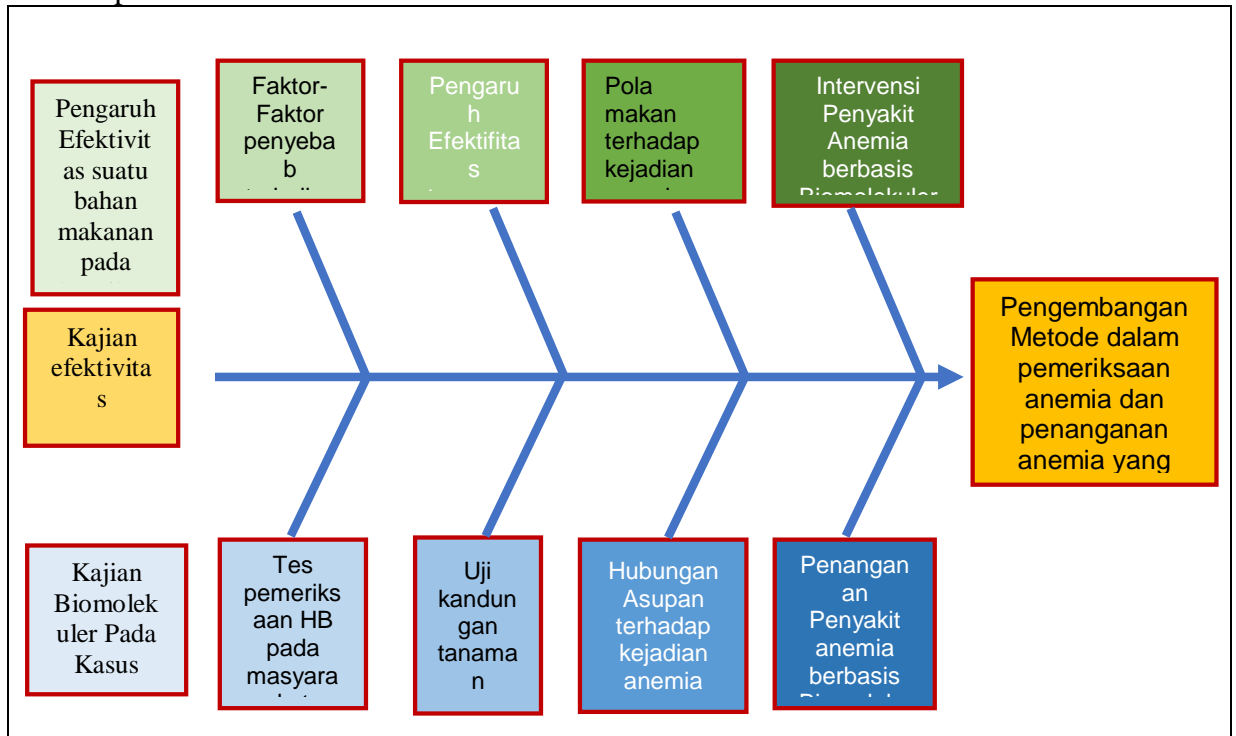 Pengaruh
Efektivit
as suatu
bahan
makanan
pada
Faktor-
Faktor
penyeba
b
Pengaru
h
Efektifita
s
Pola
makan
terhadap
kejadian
Intervensi
Penyakit
Anemia
berbasis
Biomolekular
Kajian
efektivita
s
Pengembangan
Metode dalam
pemeriksaan
anemia dan
penanganan
anemia yang
Kajian
Biomolek
uler Pada
Kasus
Tes
pemeriks
aan HB
pada
masyara
Uji
kandun
gan
tanama
n
Hubungan
Asupan
terhadap
kejadian
anemia
Penangan
an
Penyakit
anemia
berbasis